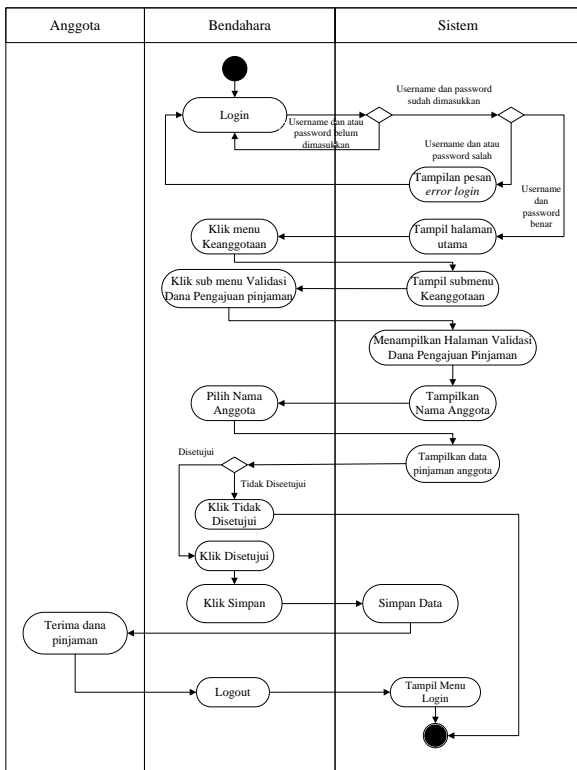 Anggota
Bendahara
Sistem
Login
Username dan password
sudah dimasukkan
Username dan atau
password belum
dimasukkan
Username dan atau
password salah
Tampilan pesan
error login
Username
dan
password
benar
Klik menu
Keanggotaan
Tampil halaman
utama
Klik sub menu Validasi
Dana Pengajuan pinjaman
Tampil submenu
Keanggotaan
Menampilkan Halaman Validasi
Dana Pengajuan Pinjaman
Pilih Nama
Anggota
Tampilkan
Nama Anggota
Tampilkan data
pinjaman anggota
Disetujui
Tidak Diseetujui
Klik Tidak
Disetujui
Klik Disetujui
Klik Simpan
Simpan Data
Terima dana
pinjaman
Logout
Tampil Menu
Login